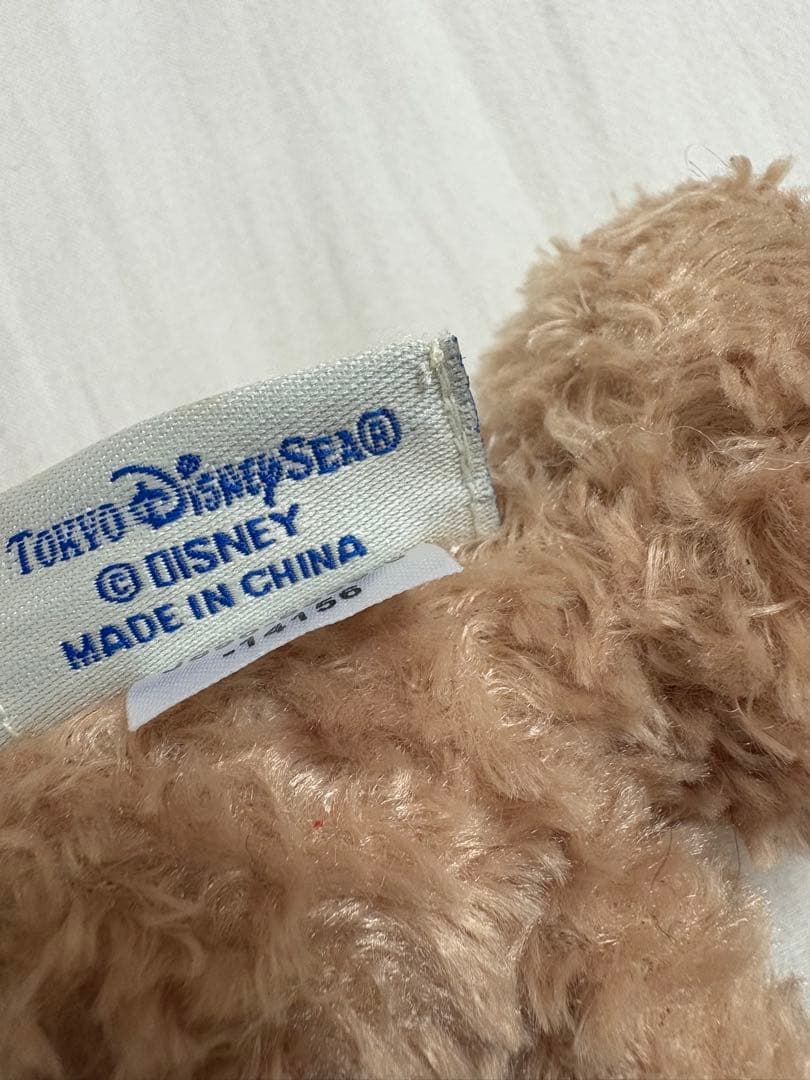 TOKYO DISNEYSEA®
© DISNEY
MADE IN CHINA
-14156